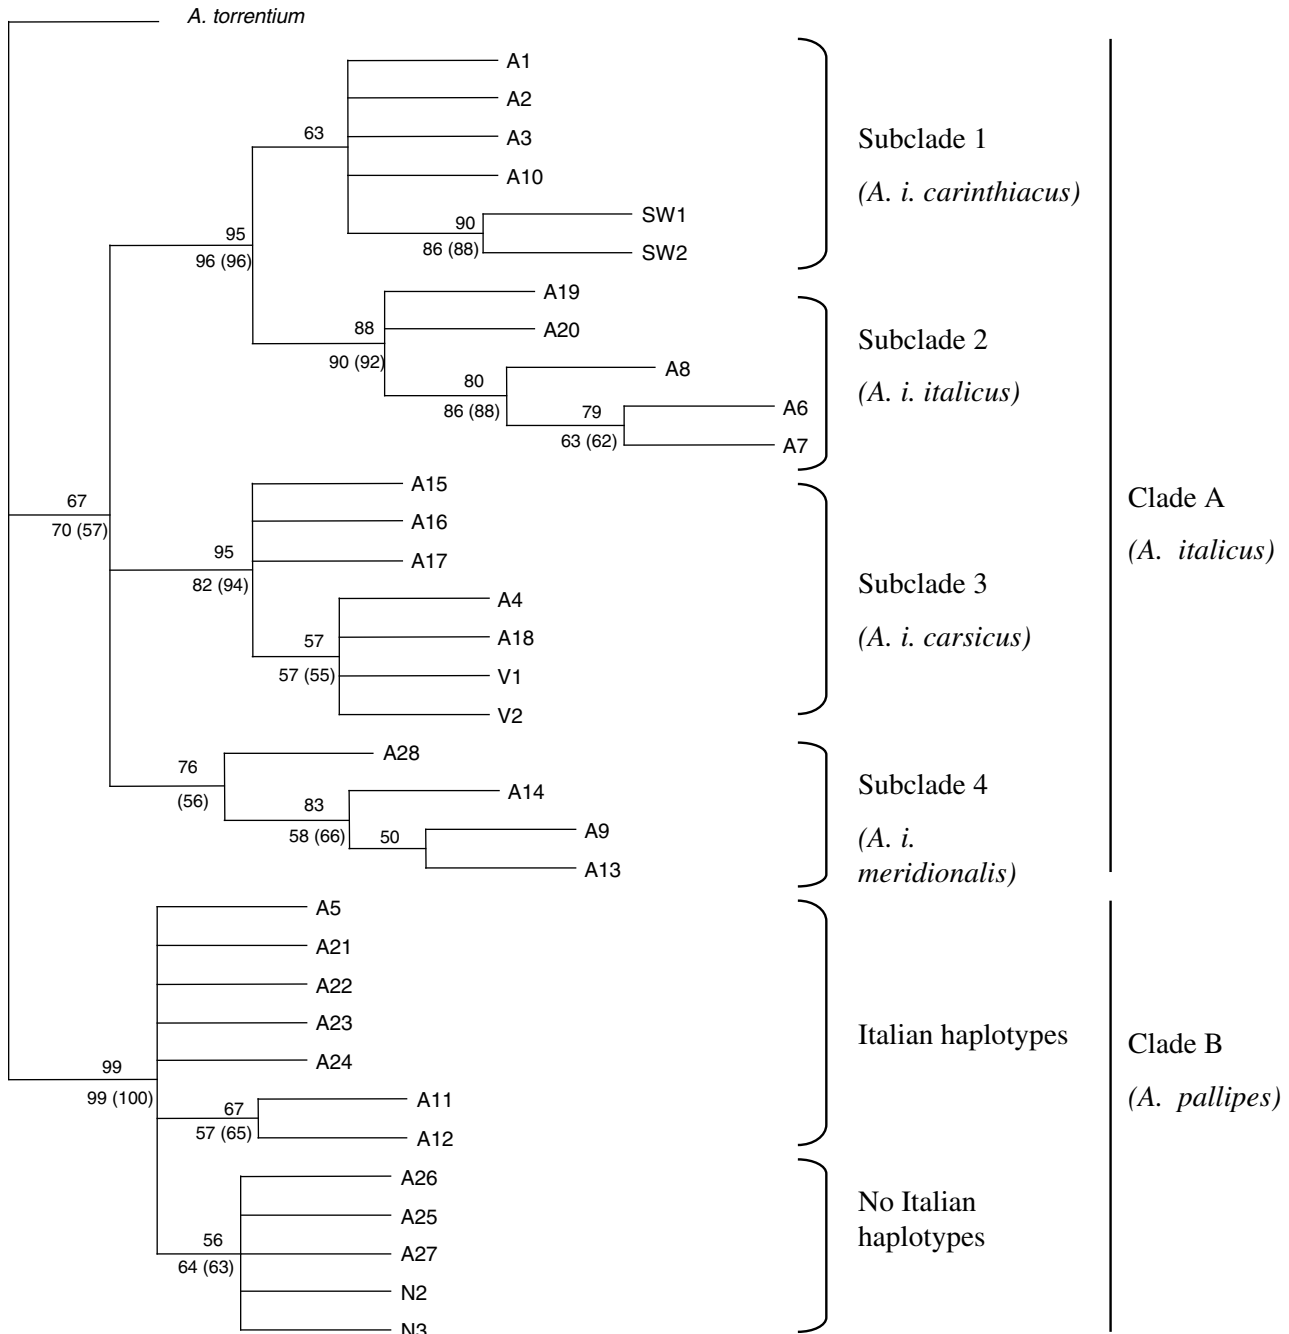 A. torrentium
A1
A2
63
A3
Subclade 1
A10
(A. i. carinthiacus)
SW1
90
95
86 (88)
SW2
96 (96)
A19
88
A20
Subclade 2
90 (92)
A8
80
(A. i. italicus)
86 (88)
79
A6
63 (62)
A7
A15
67
Clade A
70 (57)
A16
95
A17
(A. italicus)
82 (94)
Subclade 3
A4
57
A18
(A. i. carsicus)
57 (55)
V1
V2
A28
76
Subclade 4
(56)
A14
83
58 (66)
50
A9
(A. i.
A13
meridionalis)
A5
A21
A22
A23
Italian haplotypes
Clade B
A24
99
99 (100)
A11
(A. pallipes)
67
57 (65)
A12
A26
No Italian
A25
haplotypes
56
A27
64 (63)
N2
N3